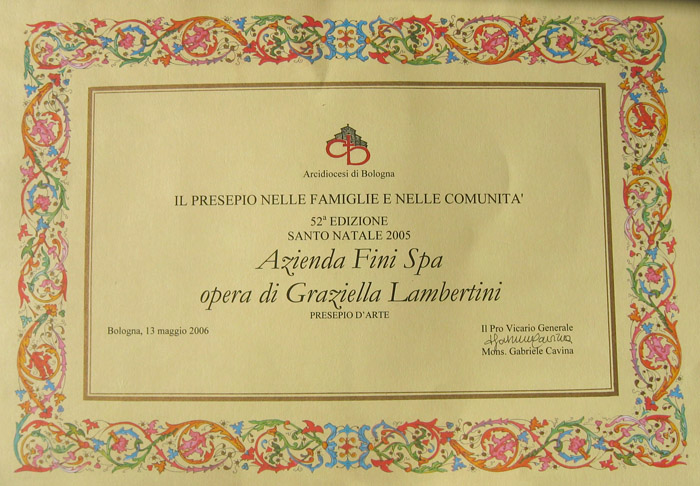 Arcidiocesi di Bologna
IL PRESEPIO NELLE FAMIGLIE E NELLE COMUNITA'
52ª EDIZIONE
SANTO NATALE 2005
Azienda Fini Spa
opera di Graziella Lambertini
PRESEPIO D'ARTE
Bologna, 13 maggio 2006
Il Pro Vicario Generale
Mons. Gabriele Cavina